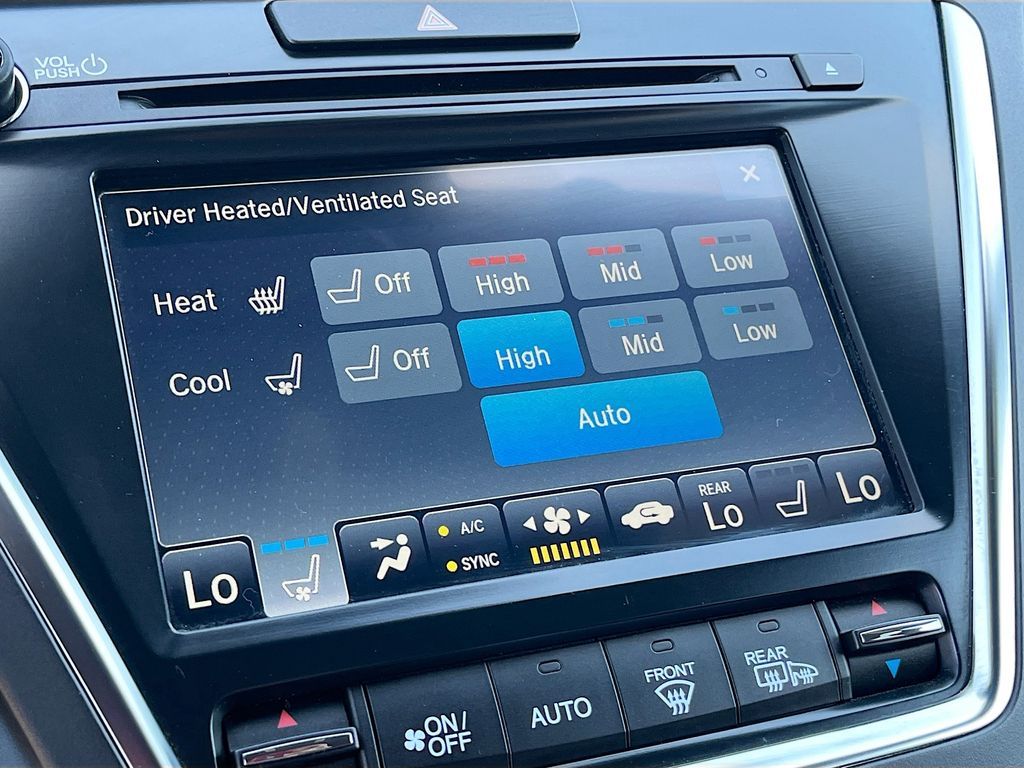 VOL
PUSH
Driver Heated/Ventilated Seat
Heat Off High Mid Low
Cool Off High Mid Low
Auto
Lo A/C SYNC REAR Lo Lo
ON/
OFF
AUTO
FRONT
REAR